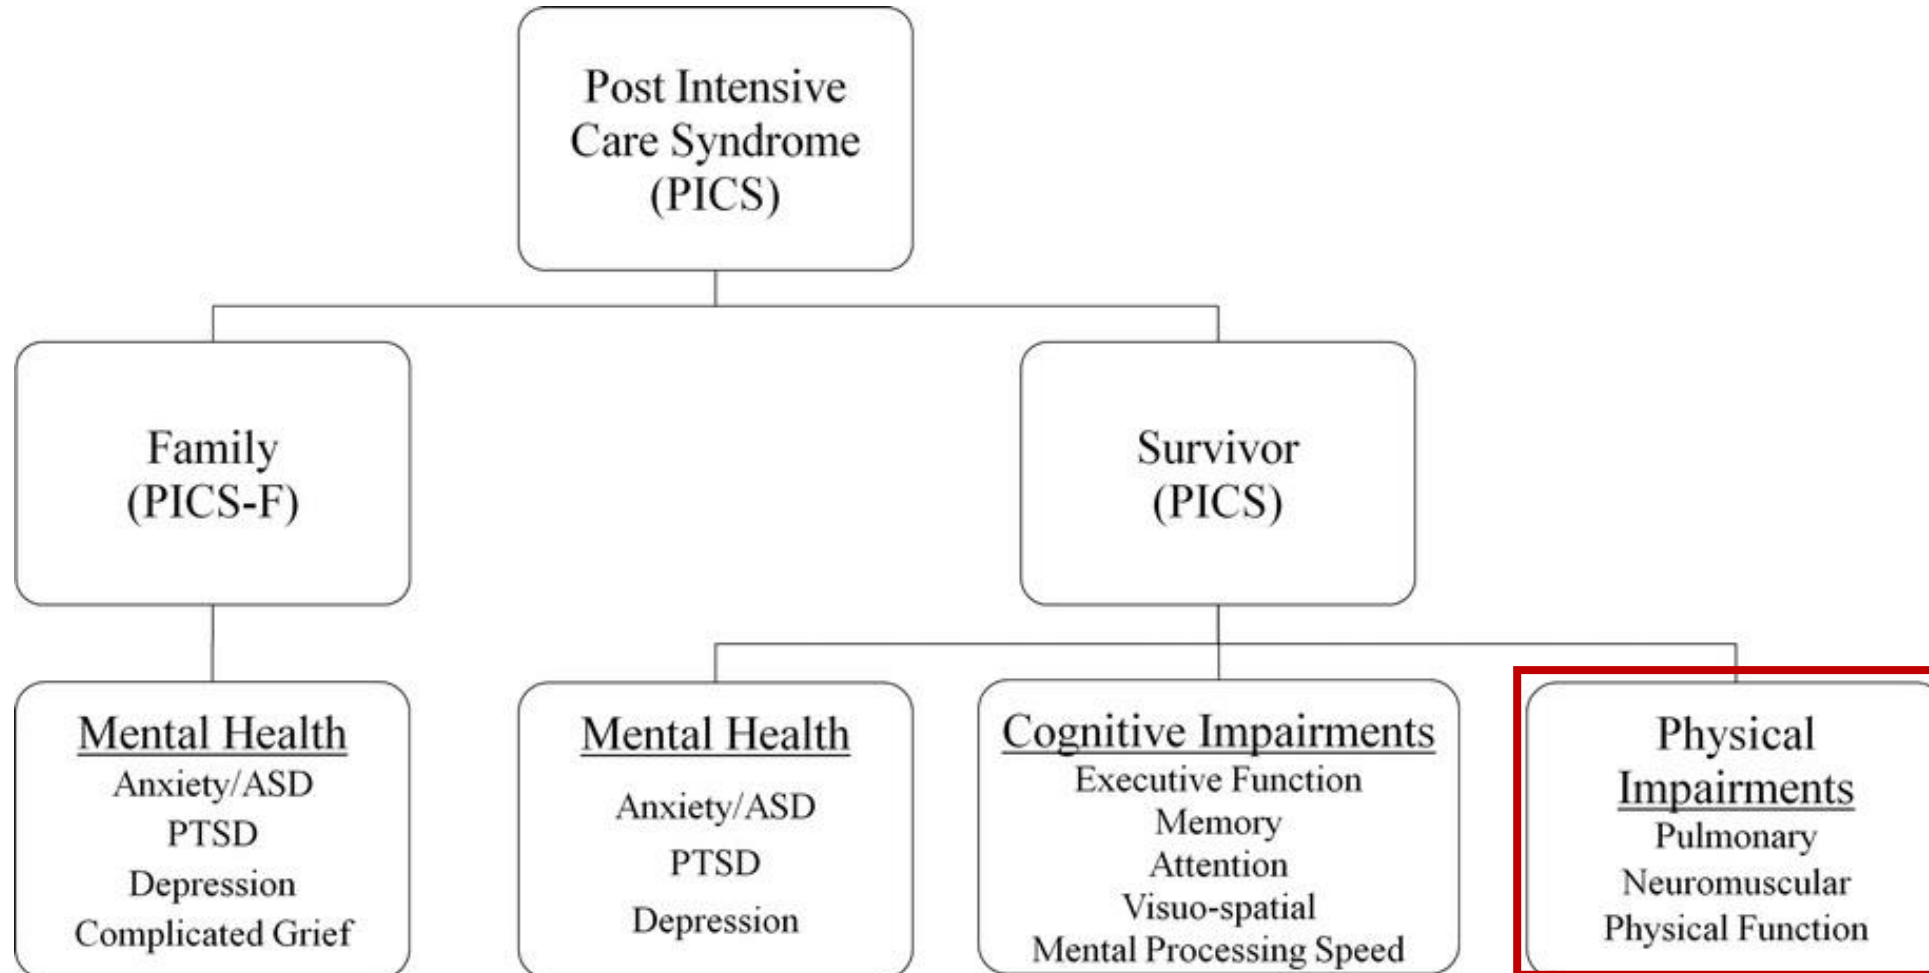 Post Intensive
Care Syndrome
(PICS)
Family
(PICS-F)
Survivor
(PICS)
Mental Health
Anxiety/ASD
PTSD
Depression
Complicated Grief
Mental Health
Anxiety/ASD
PTSD
Depression
Cognitive Impairments
Executive Function
Memory
Attention
Visuo-spatial
Mental Processing Speed
Physical
Impairments
Pulmonary
Neuromuscular
Physical Function